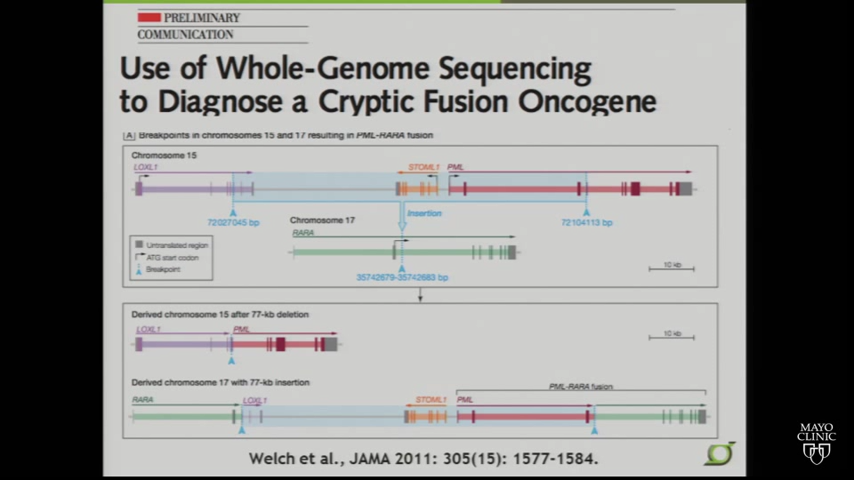 PRELIMINARY
COMMUNICATION
Use of Whole-Genome Sequencing
to Diagnose a Cryptic Fusion Oncogene
A Breakpoints in chromosomes 15 and 17 resulting in PML-RARA fusion
Chromosome 15
LOXL1
STOML1
PML
72027045 bp
Insertion
72104113 bp
Chromosome 17
RARA
Untranslated region
ATG start codon
Breakpoint
35742679-35742683 bp
10 kb
Derived chromosome 15 after 77-kb deletion
LOXL1
PML
10 kb
Derived chromosome 17 with 77-kb insertion
PML-RARA fusion
RARA
LOXL1
STOML1
PML
Welch et al., JAMA 2011: 305(15): 1577-1584.
MAYO
CLINIC